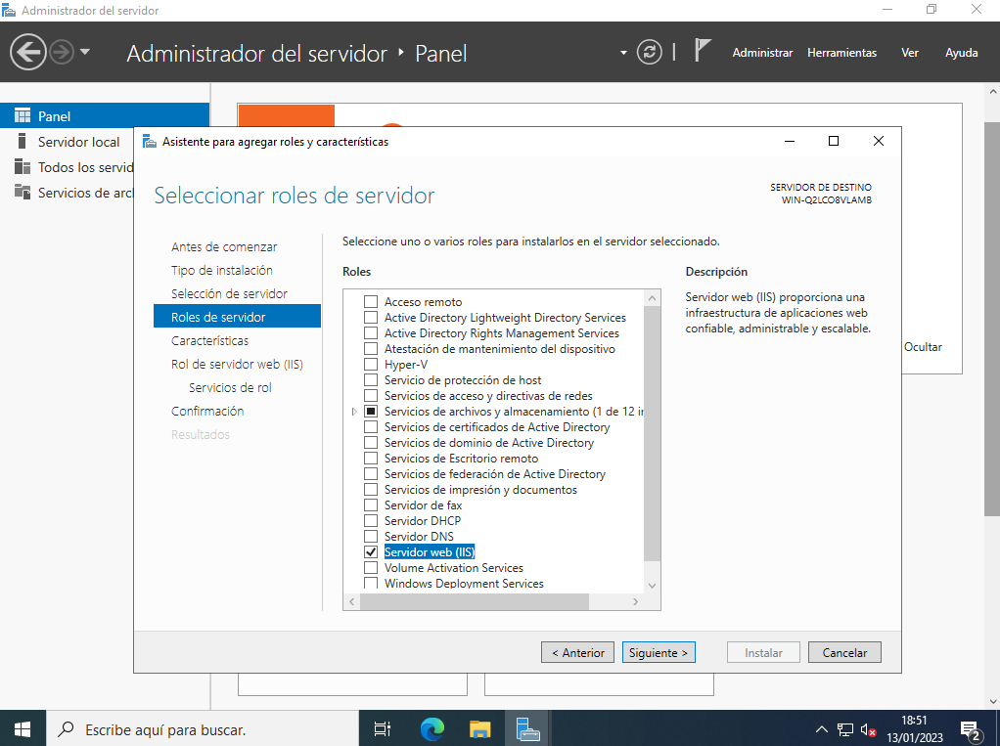 Administrador del servidor
Administrador del servidor ‣ Panel
Administrar Herramientas Ver Ayuda
Panel
Servidor local
Todos los servid
Servicios de arc
Asistente para agregar roles y características
Seleccionar roles de servidor
SERVIDOR DE DESTINO
WIN-Q2LCO8VLAMB
Antes de comenzar
Tipo de instalación
Selección de servidor
Roles de servidor
Características
Rol de servidor web (IIS)
Servicios de rol
Confirmación
Resultados
Seleccione uno o varios roles para instalarlos en el servidor seleccionado.
Roles
Acceso remoto
Active Directory Lightweight Directory Services
Active Directory Rights Management Services
Atestación de mantenimiento del dispositivo
Hyper-V
Servicio de protección de host
Servicios de acceso y directivas de redes
Servicios de archivos y almacenamiento (1 de 12 in
Servicios de certificados de Active Directory
Servicios de dominio de Active Directory
Servicios de Escritorio remoto
Servicios de federación de Active Directory
Servicios de impresión y documentos
Servidor de fax
Servidor DHCP
Servidor DNS
Servidor web (IIS)
Volume Activation Services
Windows Deployment Services
Descripción
Servidor web (IIS) proporciona una
infraestructura de aplicaciones web
confiable, administrable y escalable.
Ocultar
< Anterior
Siguiente >
Instalar
Cancelar
Escribe aquí para buscar.
18:51
13/01/2023
2